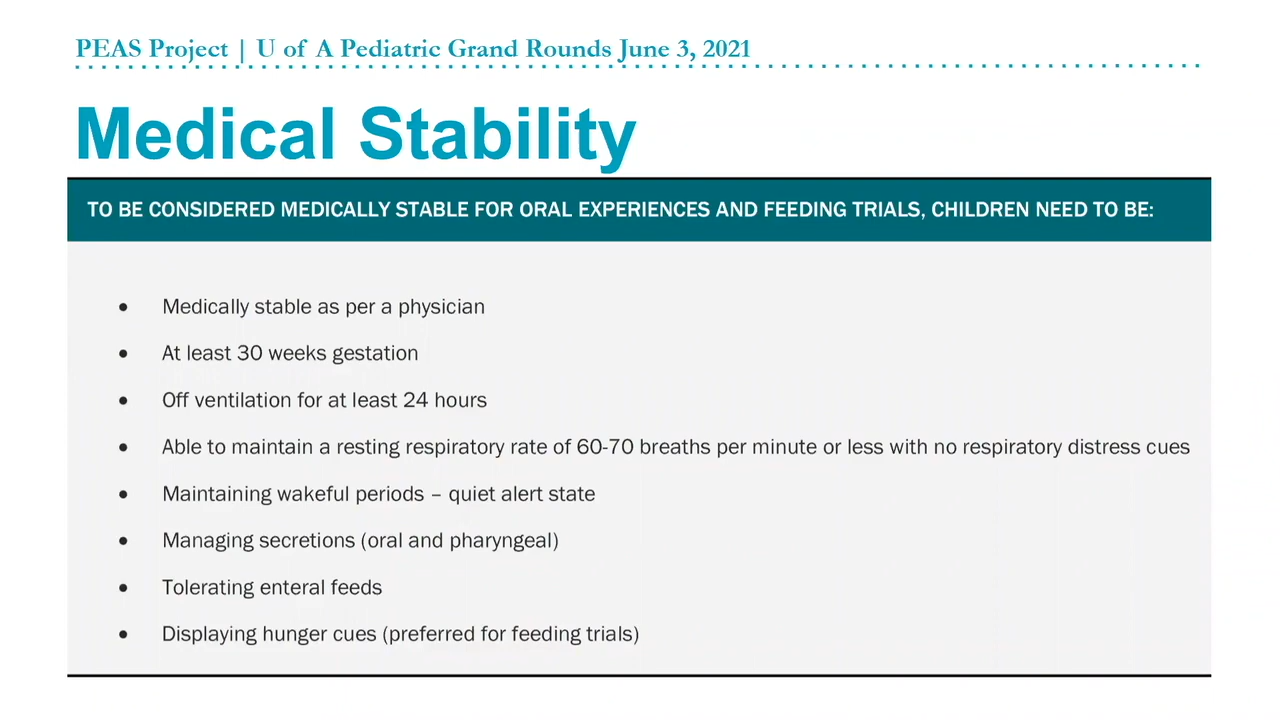 PEAS Project | U of A Pediatric Grand Rounds June 3, 2021
Medical Stability
TO BE CONSIDERED MEDICALLY STABLE FOR ORAL EXPERIENCES AND FEEDING TRIALS, CHILDREN NEED TO BE:
• Medically stable as per a physician
• At least 30 weeks gestation
• Off ventilation for at least 24 hours
• Able to maintain a resting respiratory rate of 60-70 breaths per minute or less with no respiratory distress cues
• Maintaining wakeful periods – quiet alert state
• Managing secretions (oral and pharyngeal)
• Tolerating enteral feeds
• Displaying hunger cues (preferred for feeding trials)